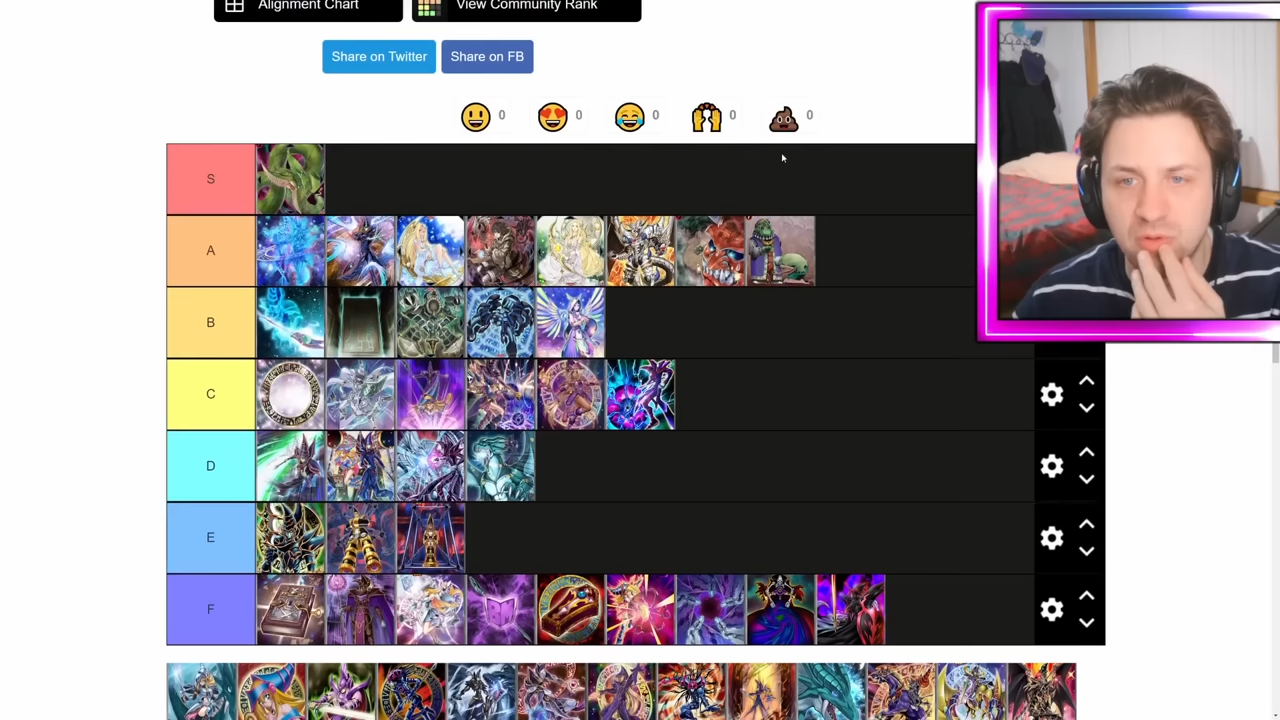 Alignment Chart
View Community Rank
Share on Twitter
Share on FB
0
0
0
0
0
S
A
B
C
D
E
F